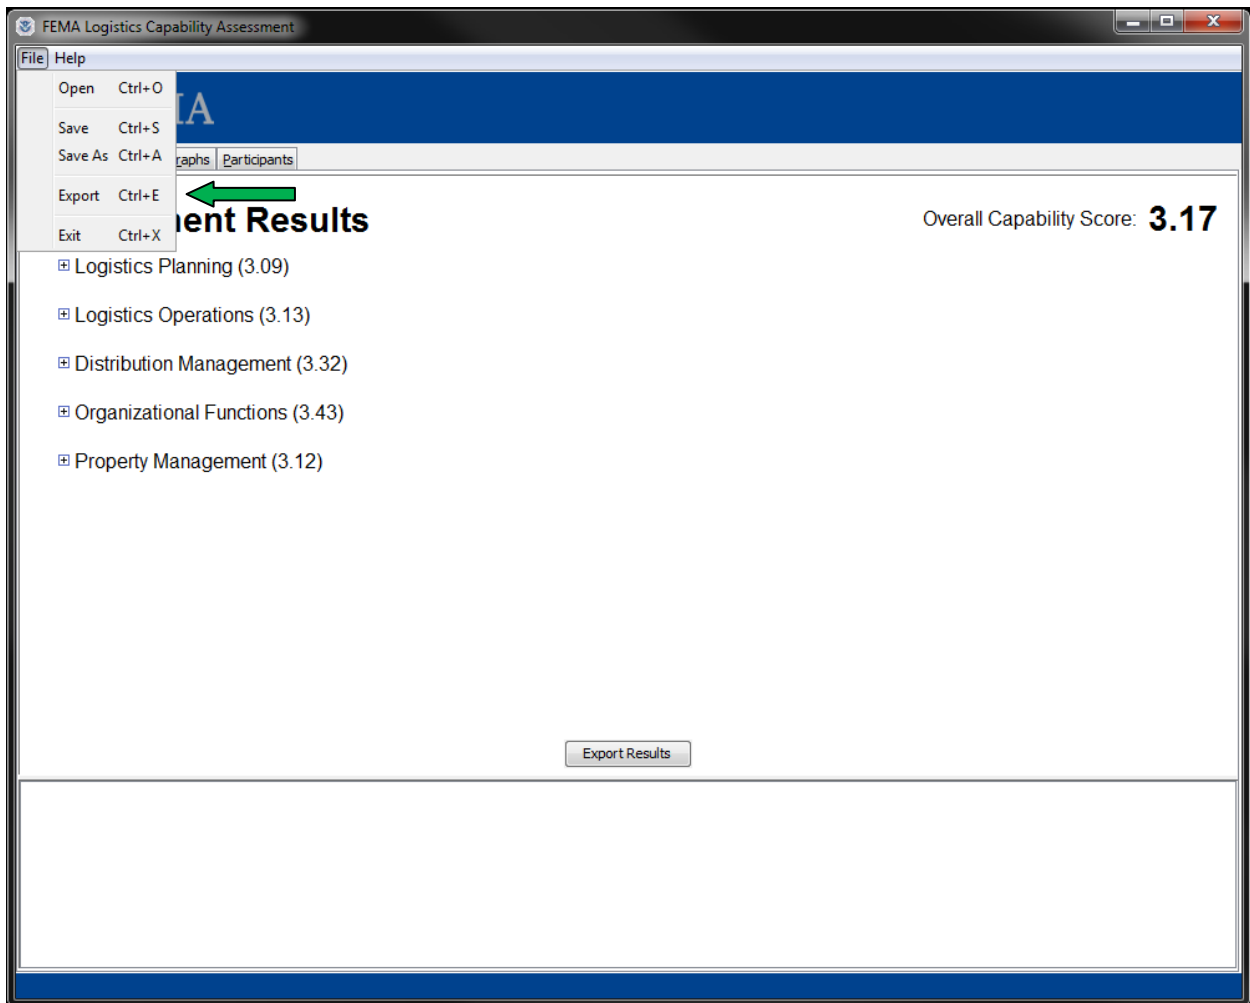 FEMA Logistics Capability Assessment
File Help
Open Ctrl+O
Save Ctrl+S
Save As Ctrl+A
Export Ctrl+E
Exit Ctrl+X
IA
raphs Participants
ent Results
Overall Capability Score: 3.17
Logistics Planning (3.09)
Logistics Operations (3.13)
Distribution Management (3.32)
Organizational Functions (3.43)
Property Management (3.12)
Export Results